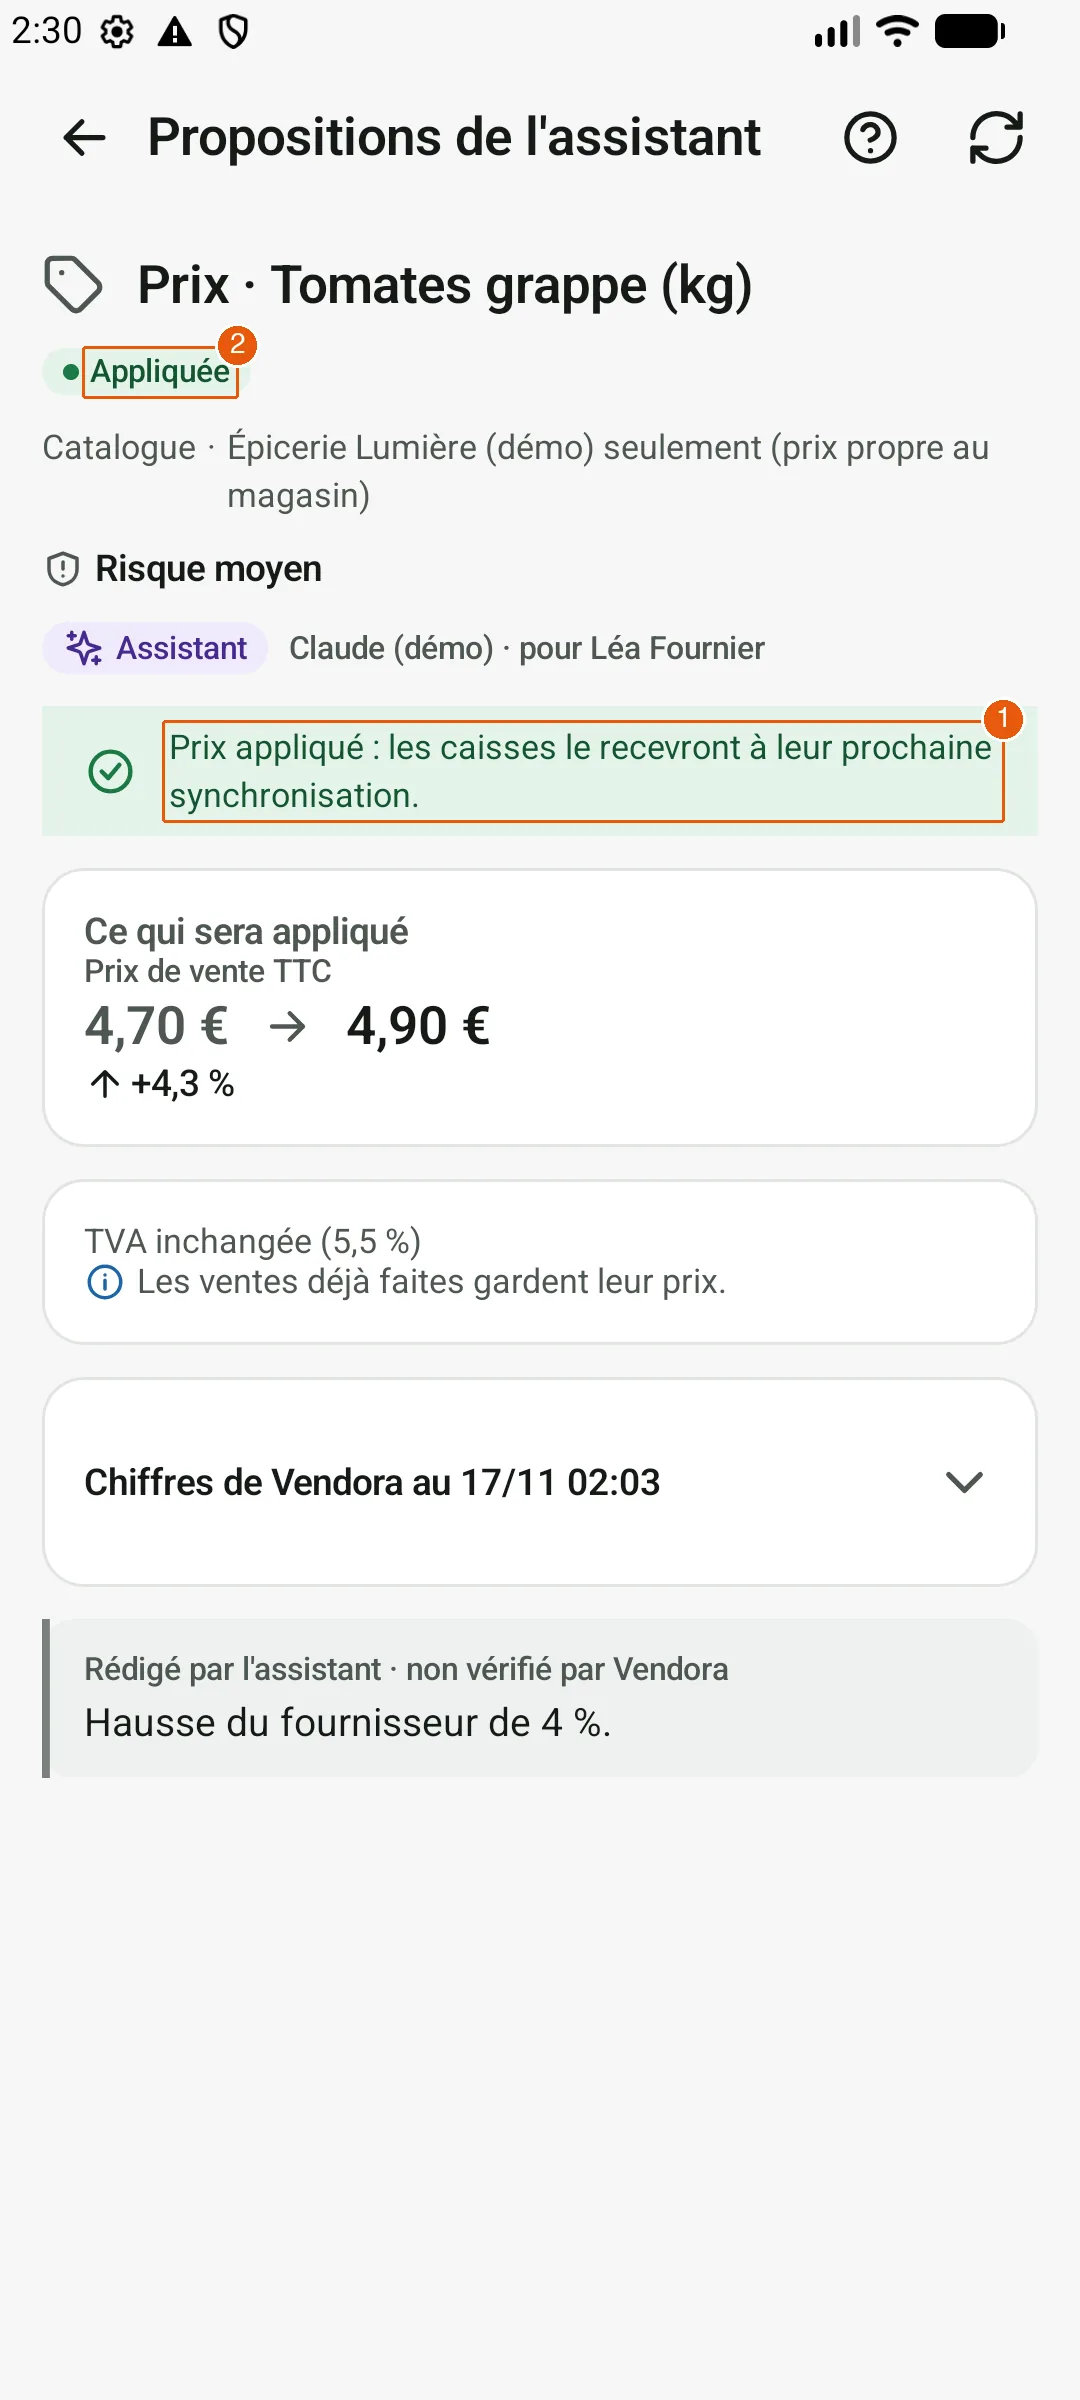 2:30
Propositions de l'assistant
Prix · Tomates grappe (kg)
2
Appliquée
Catalogue · Épicerie Lumière (démo) seulement (prix propre au
magasin)
Risque moyen
Assistant Claude (démo) · pour Léa Fournier
1
Prix appliqué : les caisses le recevront à leur prochaine
synchronisation.
Ce qui sera appliqué
Prix de vente TTC
4,70 € → 4,90 €
↑ +4,3 %
TVA inchangée (5,5 %)
Les ventes déjà faites gardent leur prix.
Chiffres de Vendora au 17/11 02:03
Rédigé par l'assistant · non vérifié par Vendora
Hausse du fournisseur de 4 %.